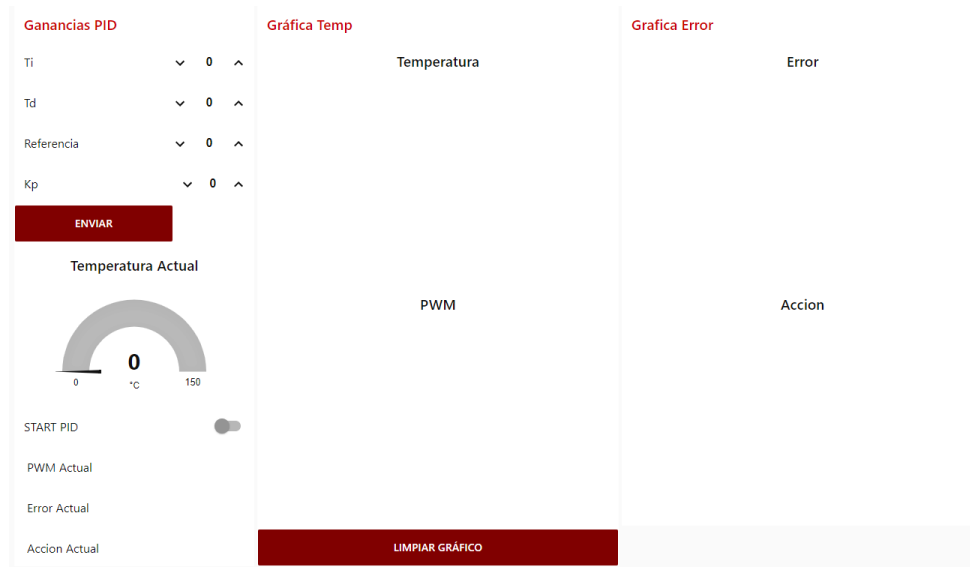 Ganancias PID
Ti 0
Td 0
Referencia 0
Kp 0
ENVIAR
Temperatura Actual
0
0 °C 150
START PID
PWM Actual
Error Actual
Accion Actual
Gráfica Temp
Temperatura
PWM
LIMPIAR GRÁFICO
Grafica Error
Error
Accion